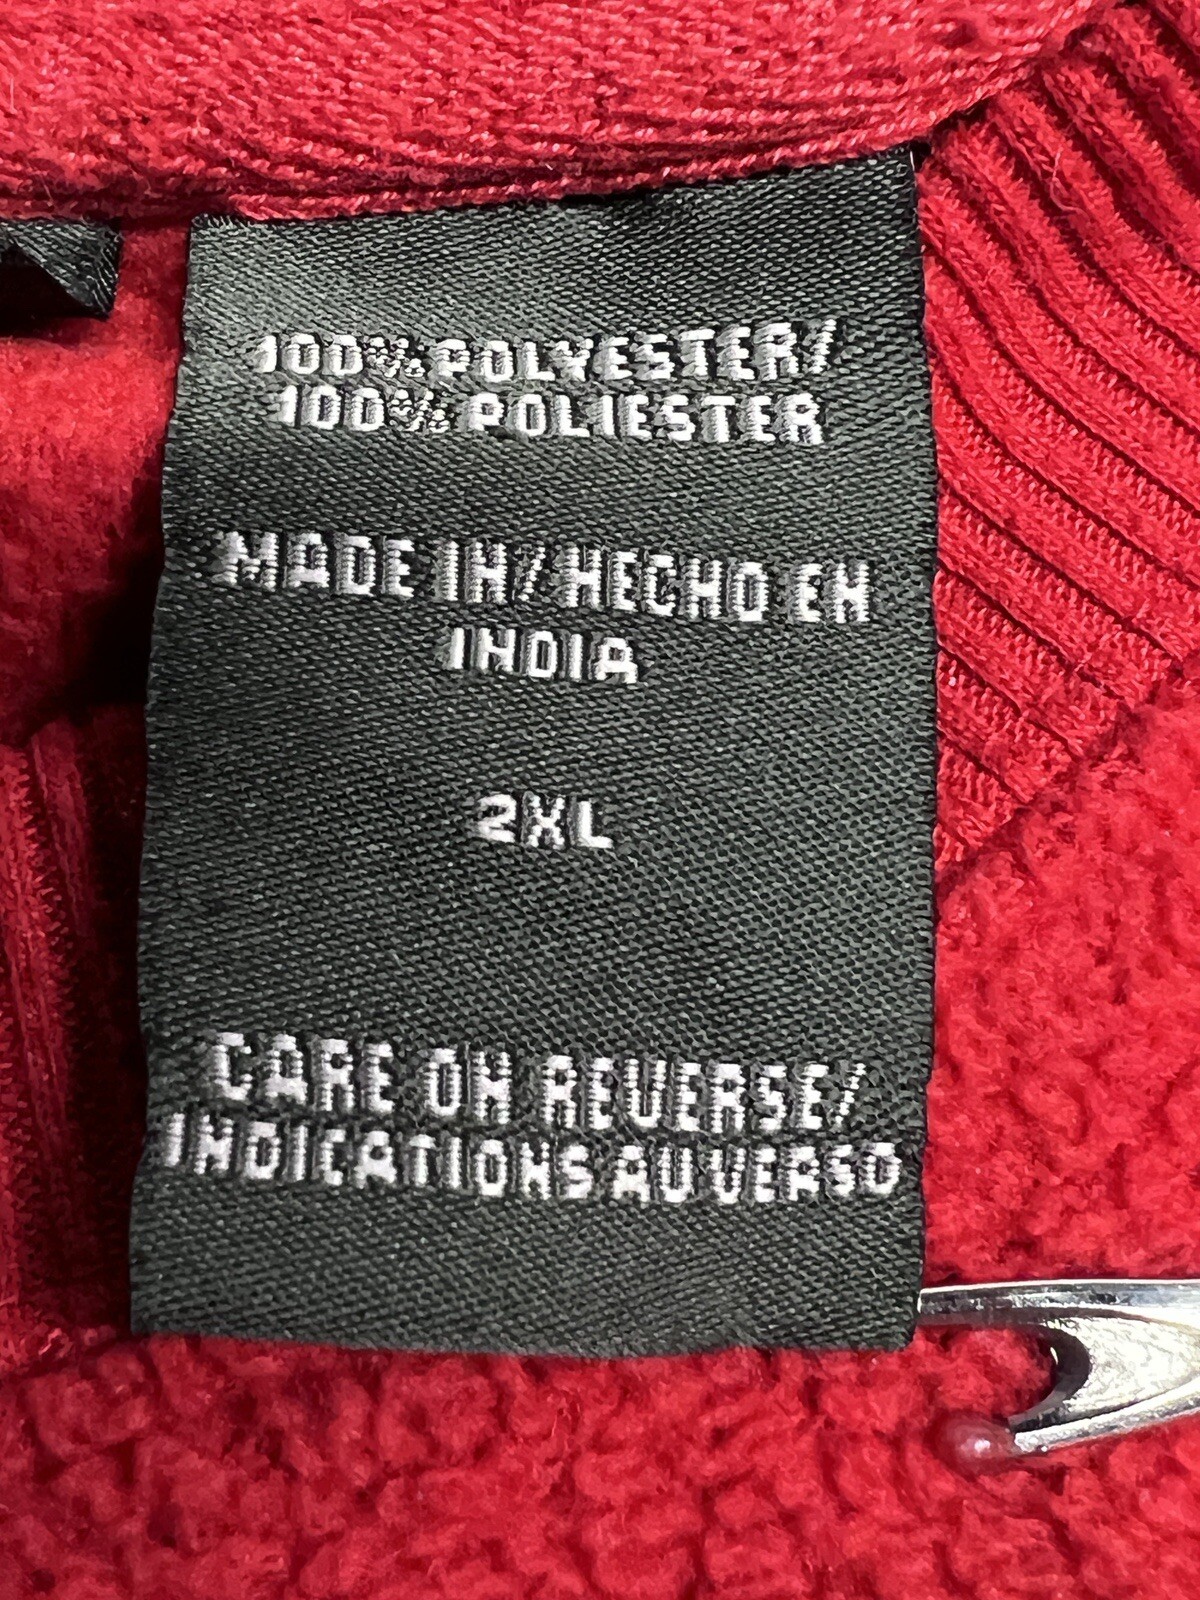 100% POLYESTER/
100% POLIESTER
MADE IN/ HECHO EN
INDIA
2XL
CARE ON REVERSE/
INDICATIONS AU VERSO